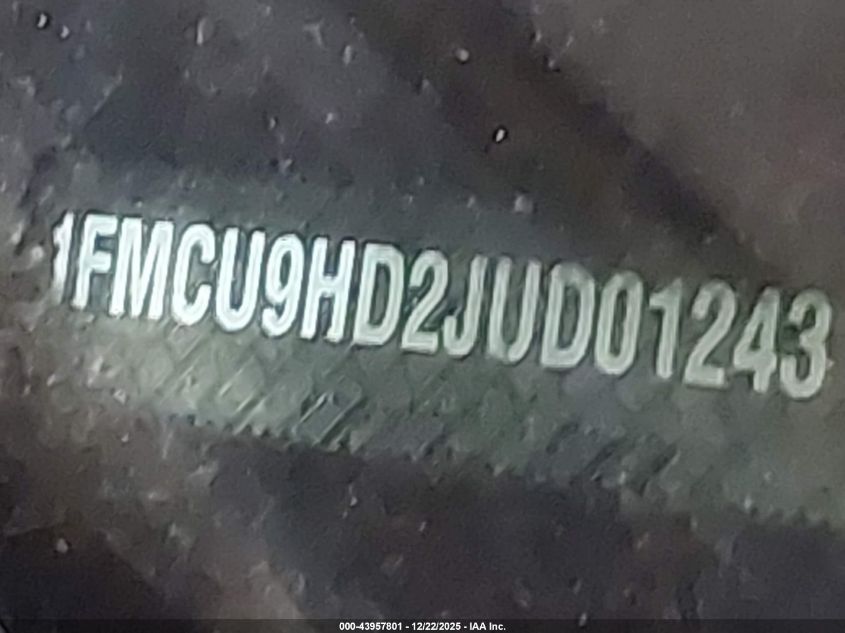 1FMCU9HD2JUD01243
000-43957801 - 12/22/2025 - IAA Inc.